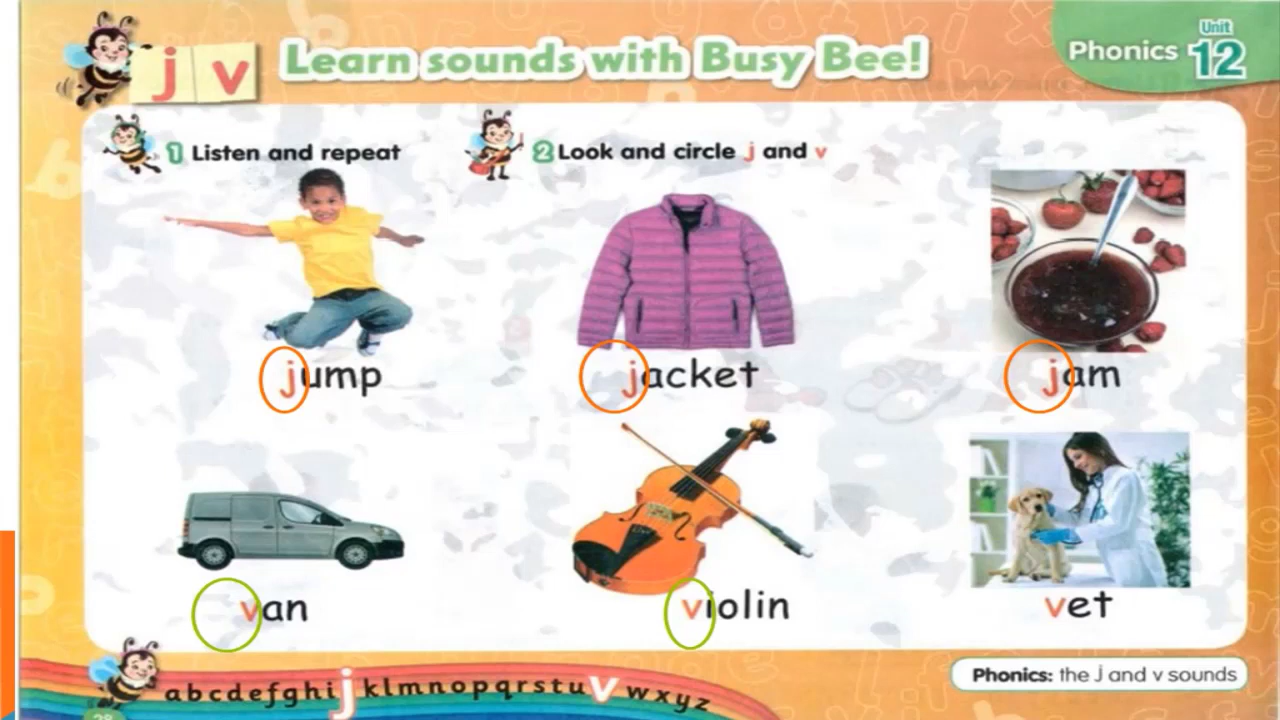 j v
Learn sounds with Busy Bee!
Phonics
Unit
12
1 Listen and repeat
2 Look and circle j and v
jump
jacket
jam
van
violin
vet
abcdefghijklmnopqrstuvwxyz
Phonics: the j and v sounds
28